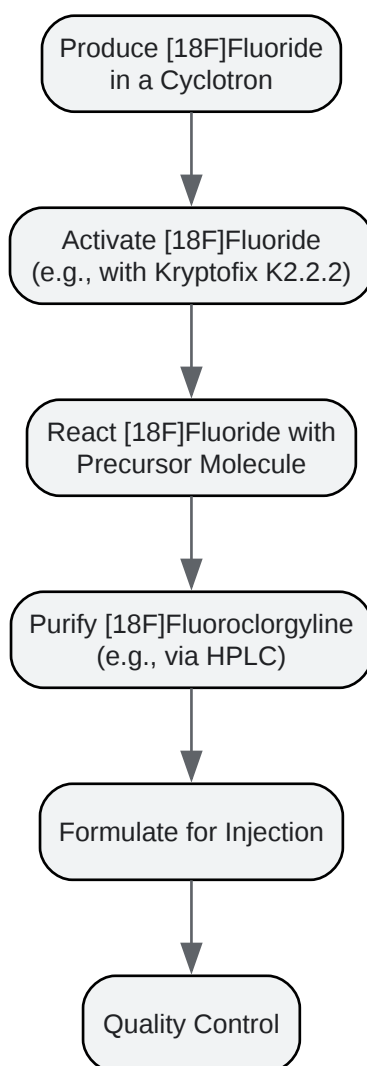 Produce [18F]Fluoride
in a Cyclotron
Activate [18F]Fluoride
(e.g., with Kryptofix K2.2.2)
React [18F]Fluoride with
Precursor Molecule
Purify [18F]Fluoroclorgyline
(e.g., via HPLC)
Formulate for Injection
Quality Control